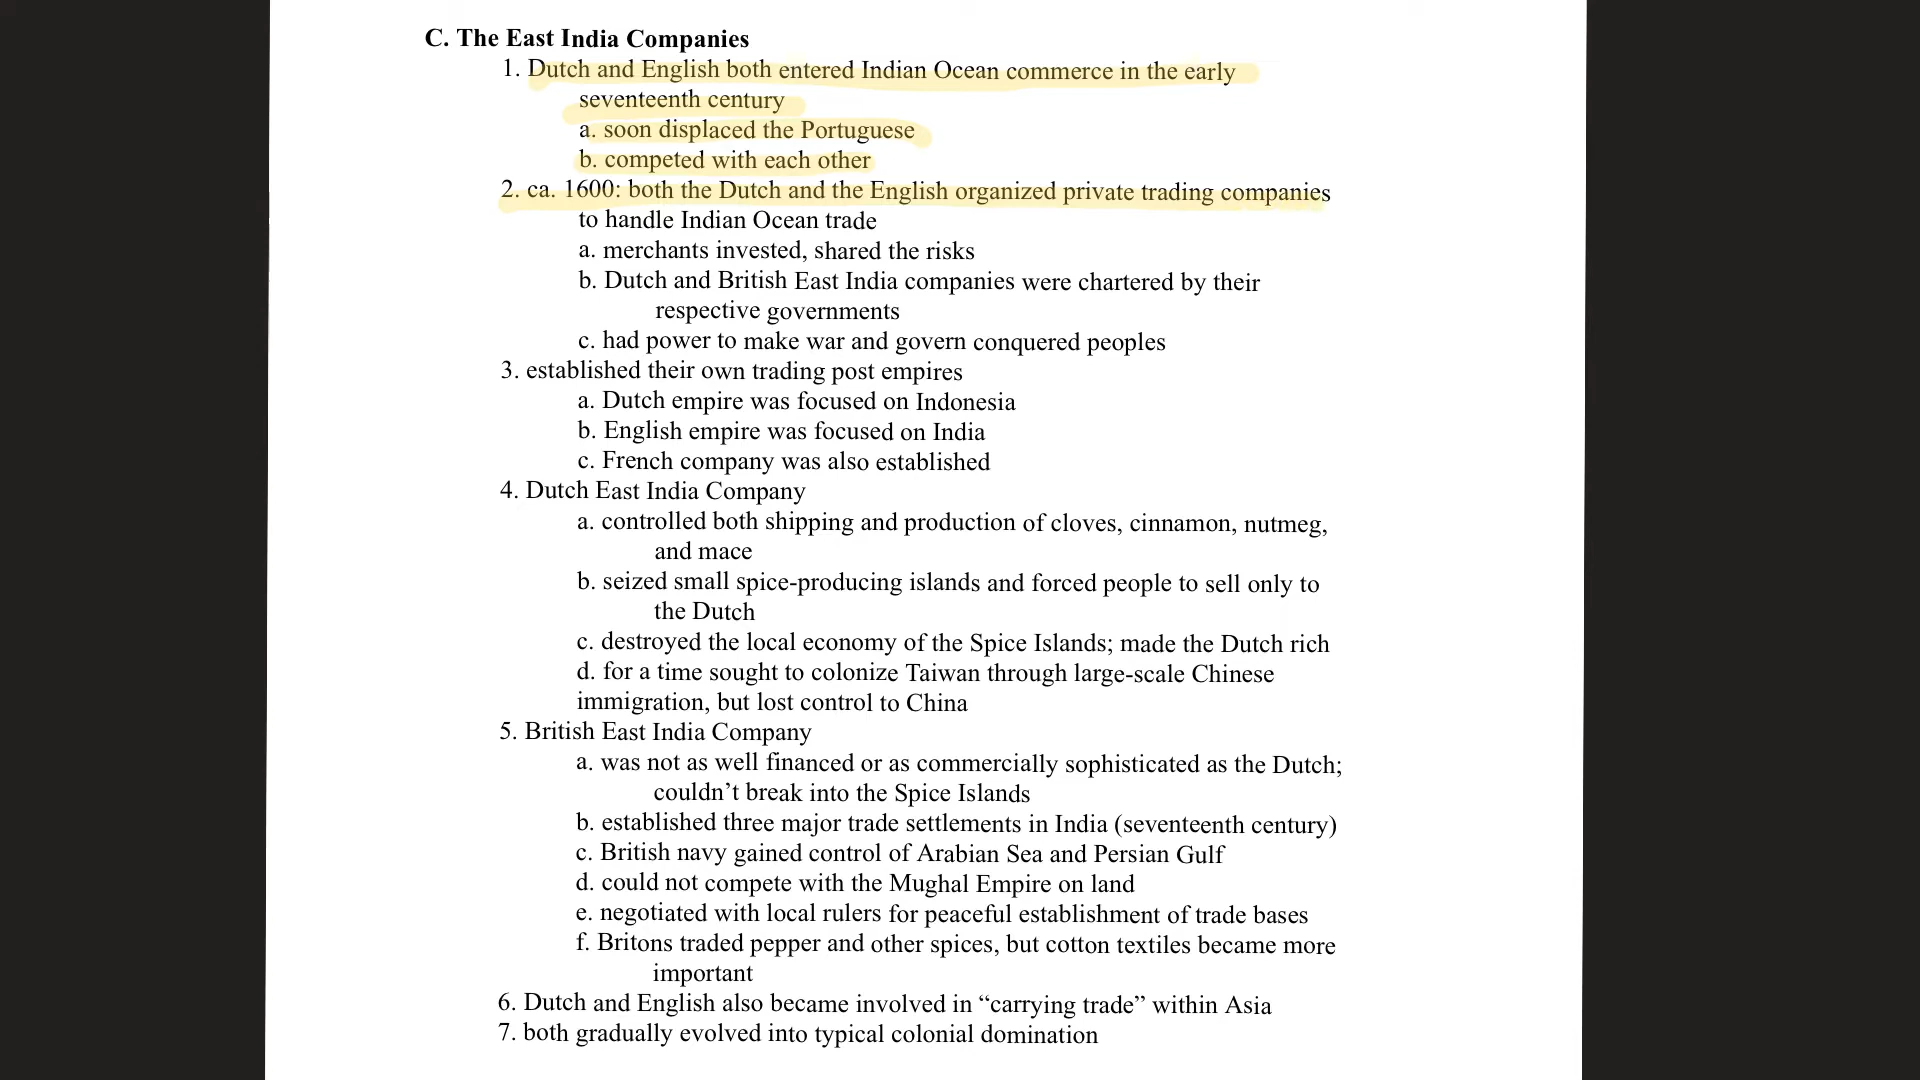 C. The East India Companies
1. Dutch and English both entered Indian Ocean commerce in the early
seventeenth century
a. soon displaced the Portuguese
b. competed with each other
2. ca. 1600: both the Dutch and the English organized private trading companies
to handle Indian Ocean trade
a. merchants invested, shared the risks
b. Dutch and British East India companies were chartered by their
respective governments
c. had power to make war and govern conquered peoples
3. established their own trading post empires
a. Dutch empire was focused on Indonesia
b. English empire was focused on India
c. French company was also established
4. Dutch East India Company
a. controlled both shipping and production of cloves, cinnamon, nutmeg,
and mace
b. seized small spice-producing islands and forced people to sell only to
the Dutch
c. destroyed the local economy of the Spice Islands; made the Dutch rich
d. for a time sought to colonize Taiwan through large-scale Chinese
immigration, but lost control to China
5. British East India Company
a. was not as well financed or as commercially sophisticated as the Dutch;
couldn’t break into the Spice Islands
b. established three major trade settlements in India (seventeenth century)
c. British navy gained control of Arabian Sea and Persian Gulf
d. could not compete with the Mughal Empire on land
e. negotiated with local rulers for peaceful establishment of trade bases
f. Britons traded pepper and other spices, but cotton textiles became more
important
6. Dutch and English also became involved in “carrying trade” within Asia
7. both gradually evolved into typical colonial domination